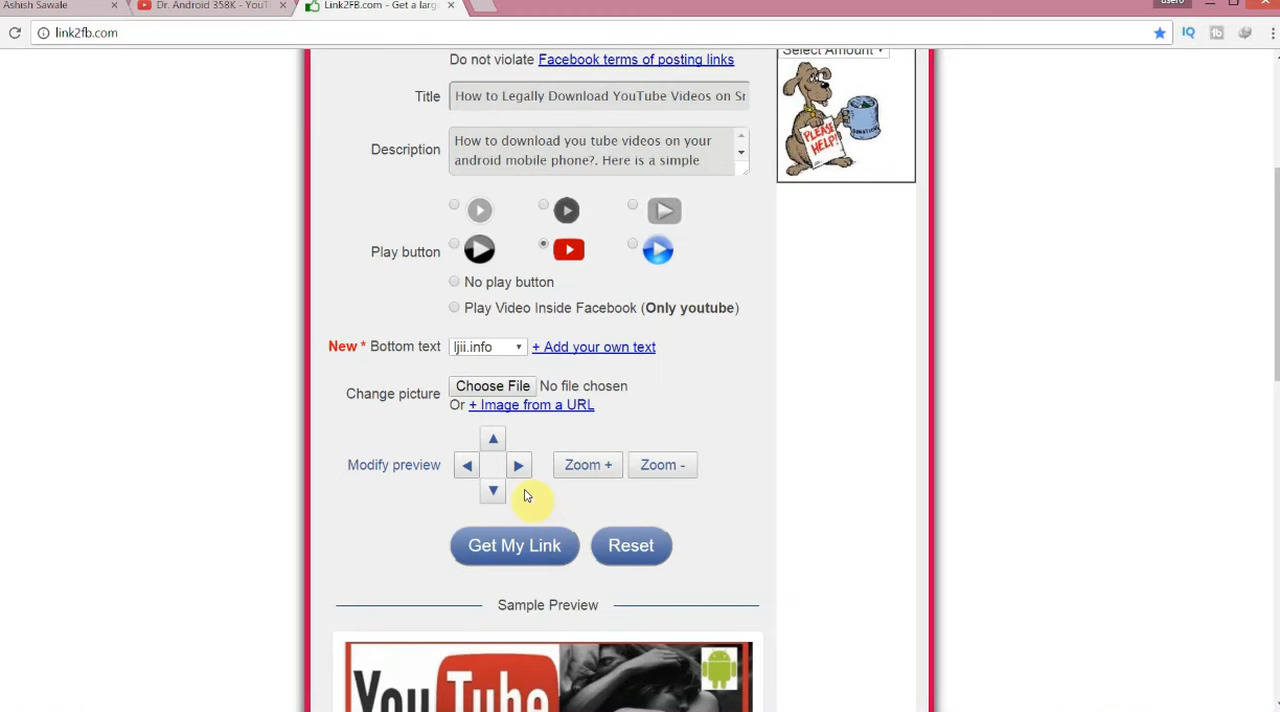 Ashish Sawale
Dr. Android 358K - YouT
Link2FB.com - Get a larg
user0
link2fb.com
Do not violate Facebook terms of posting links
Select Amount
Title
How to Legally Download YouTube Videos on Sr
Description
How to download you tube videos on your
android mobile phone?. Here is a simple
PLEASE
HELP!
DONATIONS
Play button
No play button
Play Video Inside Facebook (Only youtube)
New * Bottom text
ljii.info
+ Add your own text
Change picture
Choose File
No file chosen
Or + Image from a URL
Modify preview
Zoom +
Zoom -
Get My Link
Reset
Sample Preview
YouTube